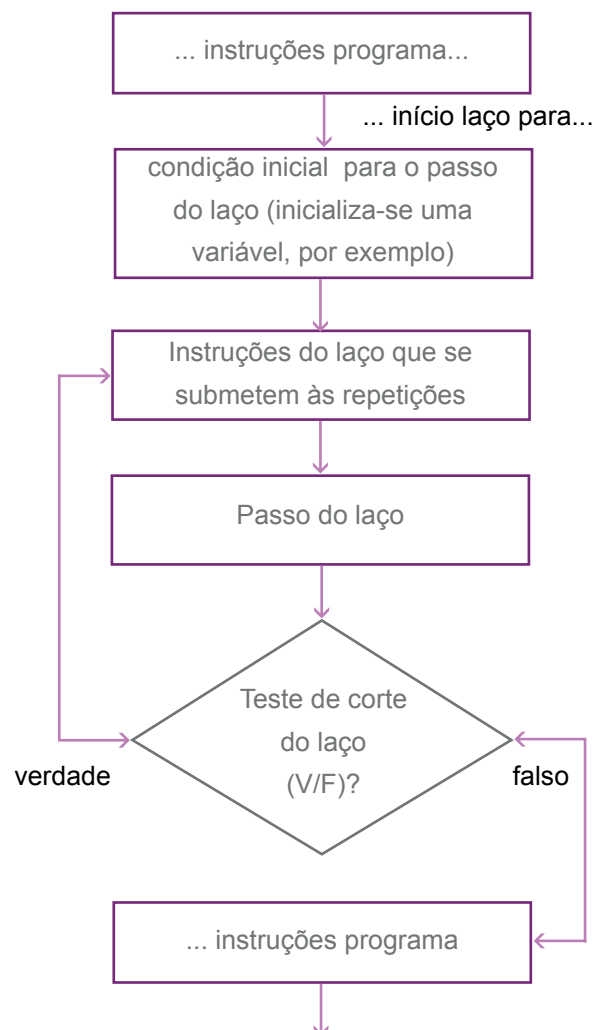 ... instruções programa...
... início laço para...
condição inicial para o passo
do laço (inicializa-se uma
variável, por exemplo)
Instruções do laço que se
submetem às repetições
Passo do laço
Teste de corte
do laço
(V/F)?
verdade
falso
... instruções programa